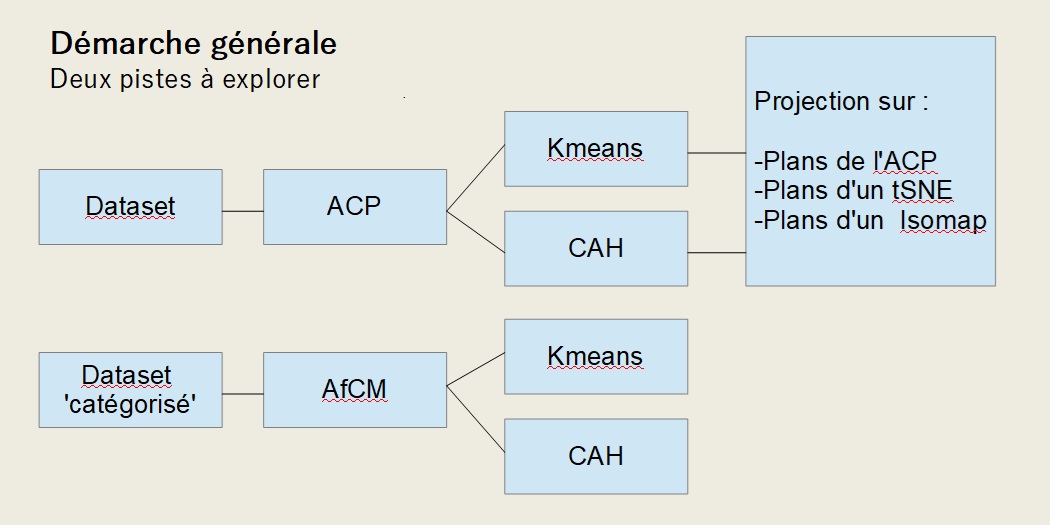 Démarche générale
Deux pistes à explorer
Dataset
ACP
Kmeans
CAH
Projection sur :
-Plans de l'ACP
-Plans d'un tSNE
-Plans d'un  Isomap
Dataset
'catégorisé'
AfCM
Kmeans
CAH